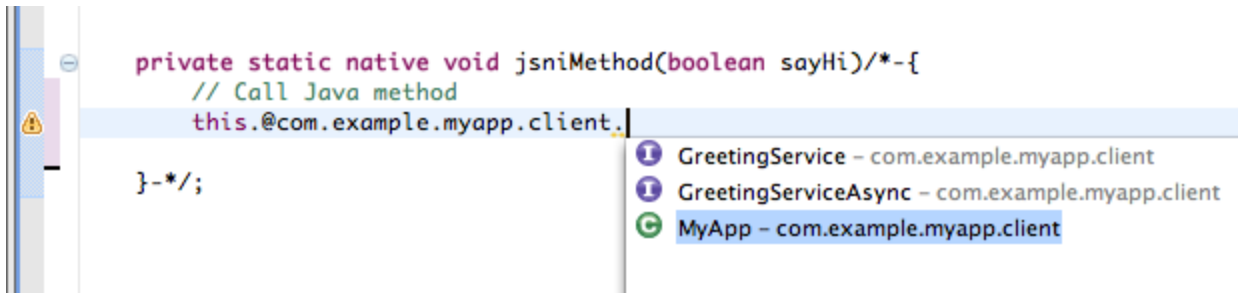 private static native void jsniMethod(boolean sayHi)/*-{
// Call Java method
this.@com.example.myapp.client.
GreetingService – com.example.myapp.client
GreetingServiceAsync – com.example.myapp.client
}-*/;
MyApp – com.example.myapp.client